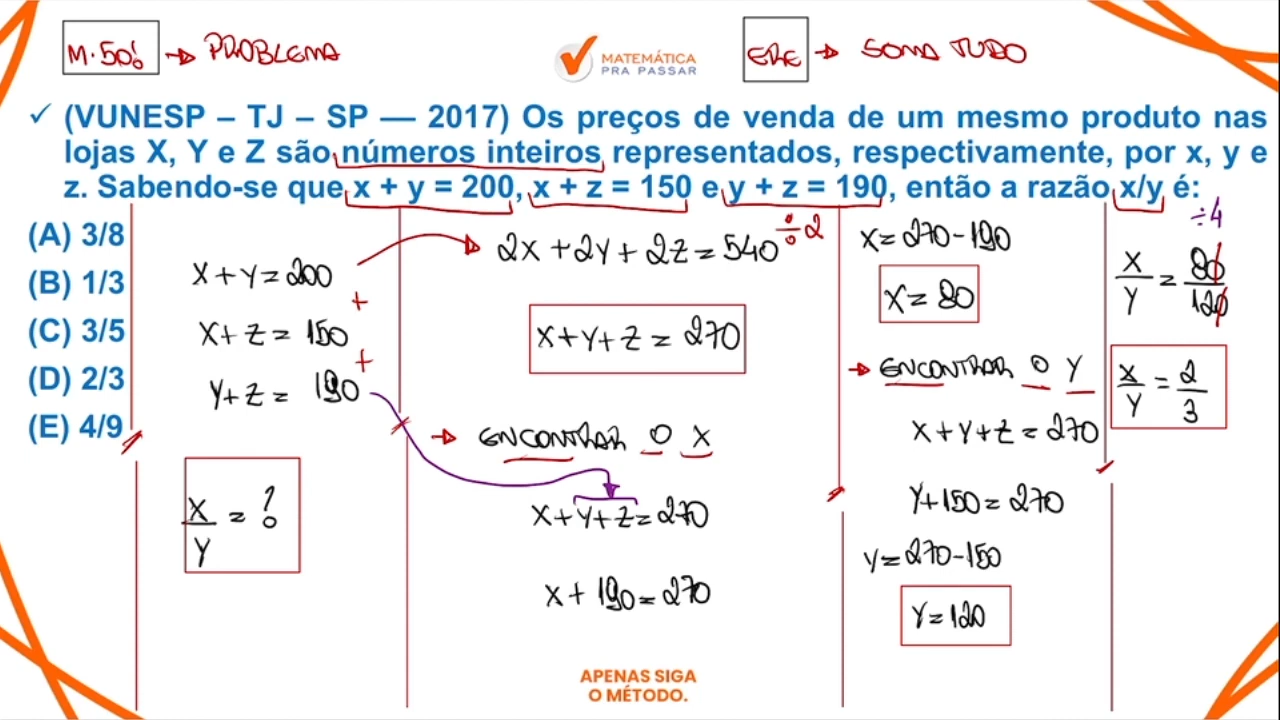 M.50! → PROBLEMA
MATEMÁTICA
PRA PASSAR
ERE → SOMA TUDO
✓ (VUNESP – TJ – SP — 2017) Os preços de venda de um mesmo produto nas
lojas X, Y e Z são números inteiros representados, respectivamente, por x, y e
z. Sabendo-se que x + y = 200, x + z = 150 e y + z = 190, então a razão x/y é:
(A) 3/8
(B) 1/3
(C) 3/5
(D) 2/3
(E) 4/9
X+Y=200
+
X+Z=150
+
Y+Z=190
X/Y = ?
2X+2Y+2Z=540 ÷2
X+Y+Z=270
→ ENCONTRAR O X
X+Y+Z=270
X+190=270
X=270-190
X=80
→ ENCONTRAR O Y
X+Y+Z=270
Y+150=270
Y=270-150
Y=120
÷4
X/Y = 80/120
X/Y = 2/3
APENAS SIGA
O MÉTODO.